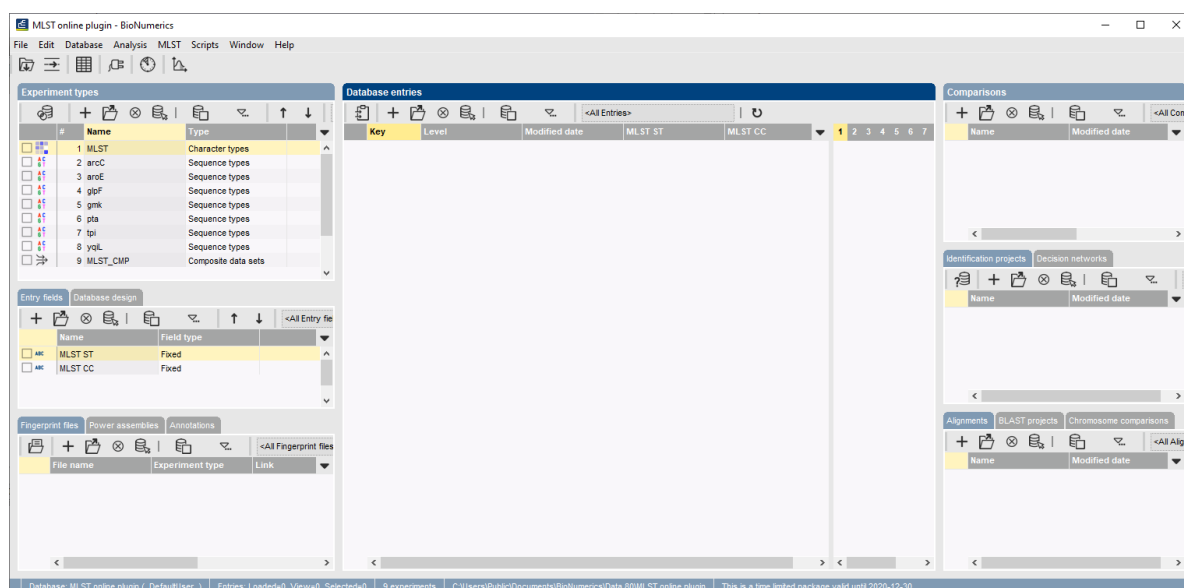 MLST online plugin - BioNumerics
File Edit Database Analysis MLST Scripts Window Help
Experiment types
# Name Type
1 MLST Character types
2 arcC Sequence types
3 aroE Sequence types
4 glpF Sequence types
5 gmk Sequence types
6 pta Sequence types
7 tpi Sequence types
8 yqiL Sequence types
9 MLST_CMP Composite data sets
Entry fields Database design
<All Entry fie
Name Field type
ABC MLST ST Fixed
ABC MLST CC Fixed
Fingerprint files Power assemblies Annotations
<All Fingerprint files
File name Experiment type Link
Database entries
<All Entries>
Key Level Modified date MLST ST MLST CC 1 2 3 4 5 6 7
Comparisons
<All Con
Name Modified date
Identification projects Decision networks
Name Modified date
Alignments BLAST projects Chromosome comparisons
<All Alig
Name Modified date
Database: MLST online plugin (_DefaultUser_) Entries: Loaded=0, View=0, Selected=0 9 experiments C:\Users\Public\Documents\BioNumerics\Data 80\MLST online plugin This is a time limited package valid until 2020-12-30